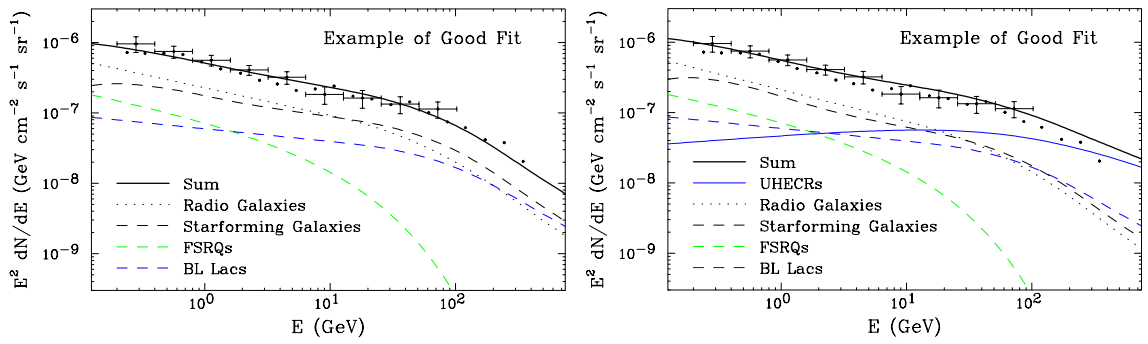 Example of Good Fit
E² dN/dE (GeV cm⁻² s⁻¹ sr⁻¹)
10⁻⁶
10⁻⁷
10⁻⁸
10⁻⁹
Sum
Radio Galaxies
Starforming Galaxies
FSRQs
BL Lacs
10⁰ 10¹ 10²
E (GeV)
Example of Good Fit
E² dN/dE (GeV cm⁻² s⁻¹ sr⁻¹)
10⁻⁶
10⁻⁷
10⁻⁸
10⁻⁹
Sum
UHECRs
Radio Galaxies
Starforming Galaxies
FSRQs
BL Lacs
10⁰ 10¹ 10²
E (GeV)